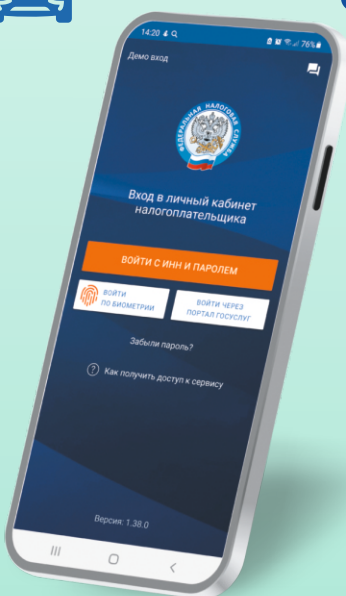 14:20
76%
Демо вход
ФЕДЕРАЛЬНАЯ НАЛОГОВАЯ СЛУЖБА
Вход в личный кабинет
налогоплательщика
ВОЙТИ С ИНН И ПАРОЛЕМ
ВОЙТИ
ПО БИОМЕТРИИ
ВОЙТИ ЧЕРЕЗ
ПОРТАЛ ГОСУСЛУГ
Забыли пароль?
? Как получить доступ к сервису
Версия: 1.38.0